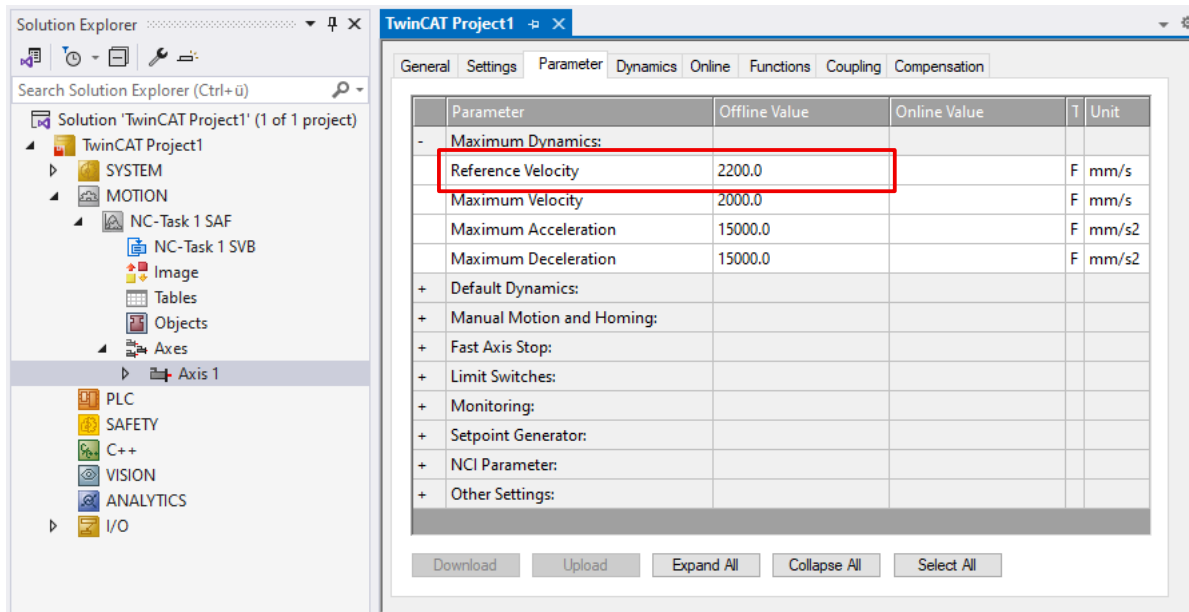 Solution Explorer
Search Solution Explorer (Ctrl+ü)
Solution 'TwinCAT Project1' (1 of 1 project)
TwinCAT Project1
SYSTEM
MOTION
NC-Task 1 SAF
NC-Task 1 SVB
Image
Tables
Objects
Axes
Axis 1
PLC
SAFETY
C++
VISION
ANALYTICS
I/O
TwinCAT Project1
General Settings Parameter Dynamics Online Functions Coupling Compensation
Parameter Offline Value Online Value T Unit
- Maximum Dynamics:
Reference Velocity 2200.0 F mm/s
Maximum Velocity 2000.0 F mm/s
Maximum Acceleration 15000.0 F mm/s2
Maximum Deceleration 15000.0 F mm/s2
+ Default Dynamics:
+ Manual Motion and Homing:
+ Fast Axis Stop:
+ Limit Switches:
+ Monitoring:
+ Setpoint Generator:
+ NCI Parameter:
+ Other Settings:
Download Upload Expand All Collapse All Select All